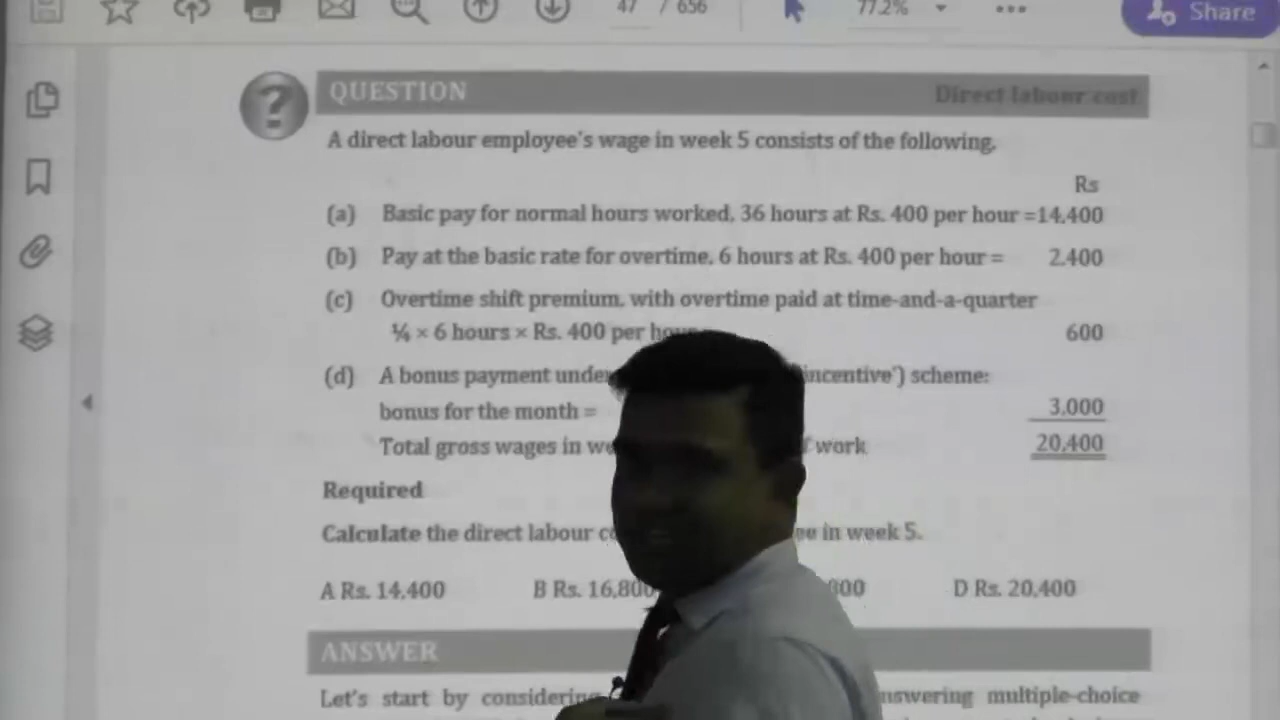 47 / 656
77.2%
Share
QUESTION
Direct labour cost
A direct labour employee's wage in week 5 consists of the following.
Rs
(a) Basic pay for normal hours worked, 36 hours at Rs. 400 per hour =14,400
(b) Pay at the basic rate for overtime, 6 hours at Rs. 400 per hour = 2,400
(c) Overtime shift premium, with overtime paid at time-and-a-quarter
¼ × 6 hours × Rs. 400 per 600
(d) A bonus payment incentive') scheme:
bonus for the month = 3,000
Total gross wages in work 20,400
Required
Calculate the direct labour in week 5.
A Rs. 14,400 B Rs. 16,800 D Rs. 20,400
ANSWER
Let's start by multiple-choice